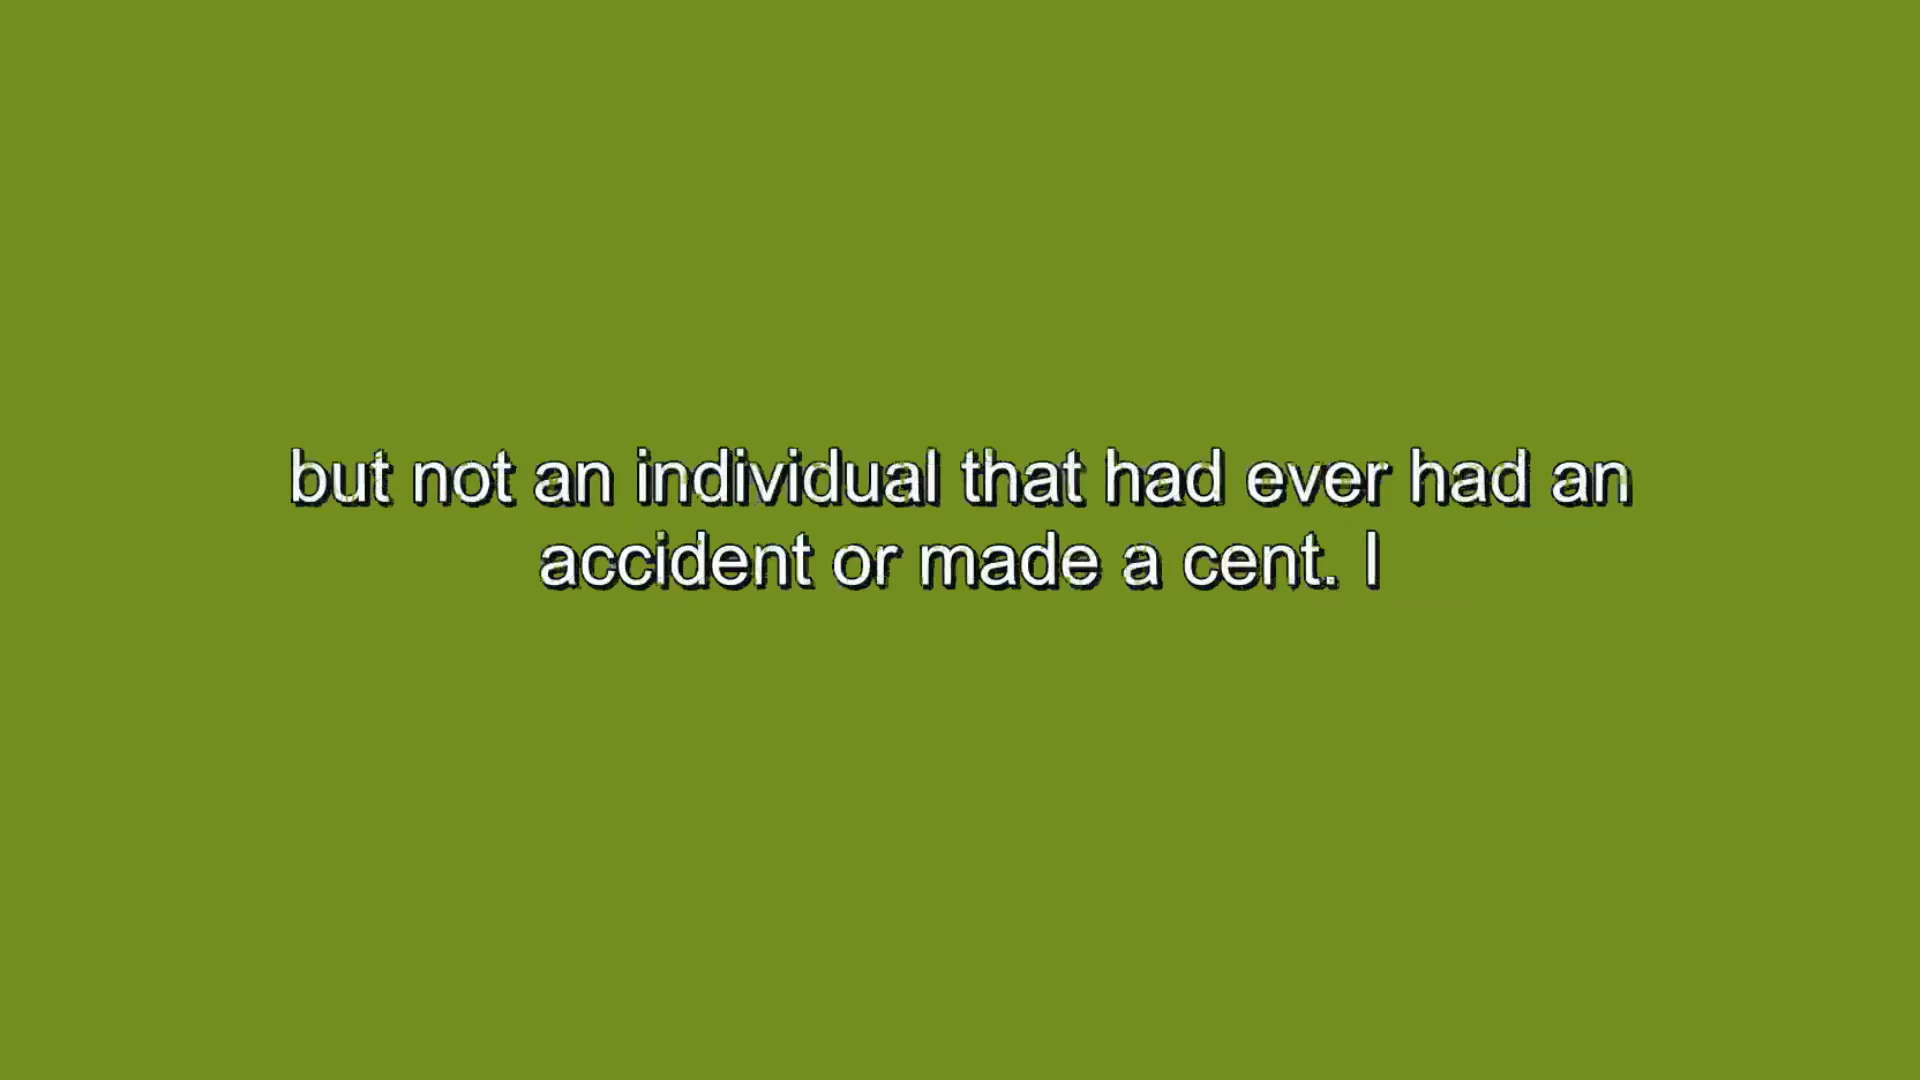 but not an individual that had ever had an
accident or made a cent. I